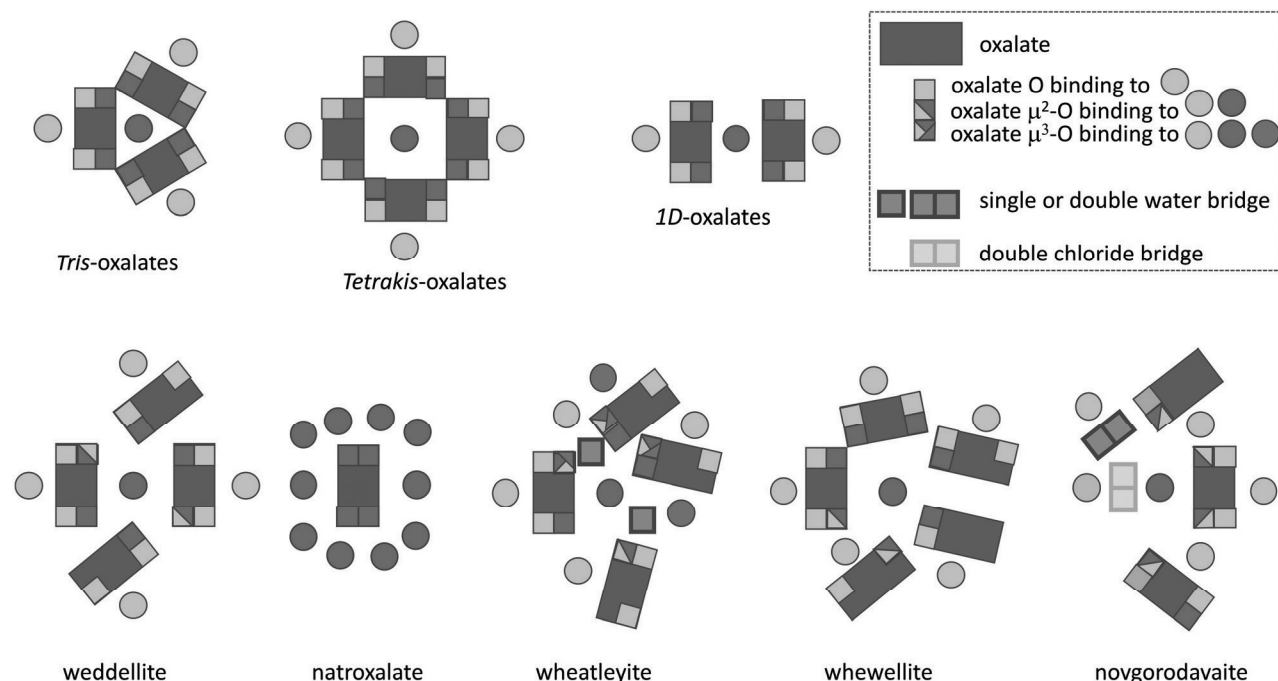 oxalate
oxalate O binding to
oxalate μ²-O binding to
oxalate μ³-O binding to
single or double water bridge
double chloride bridge
Tris-oxalates
Tetrakis-oxalates
1D-oxalates
weddellite
natroxalate
wheatleyite
whewellite
novgorodavaite